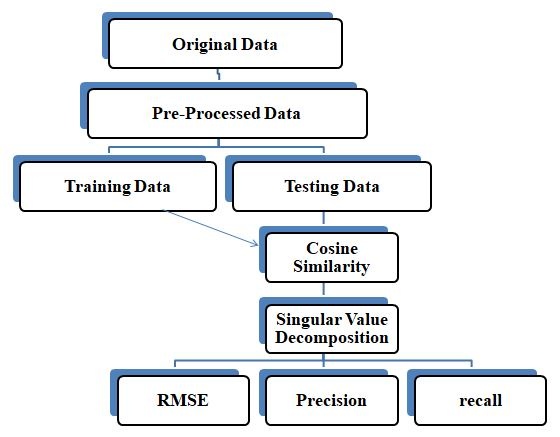 Original Data
Pre-Processed Data
Training Data
Testing Data
Cosine
Similarity
Singular Value
Decomposition
RMSE
Precision
recall